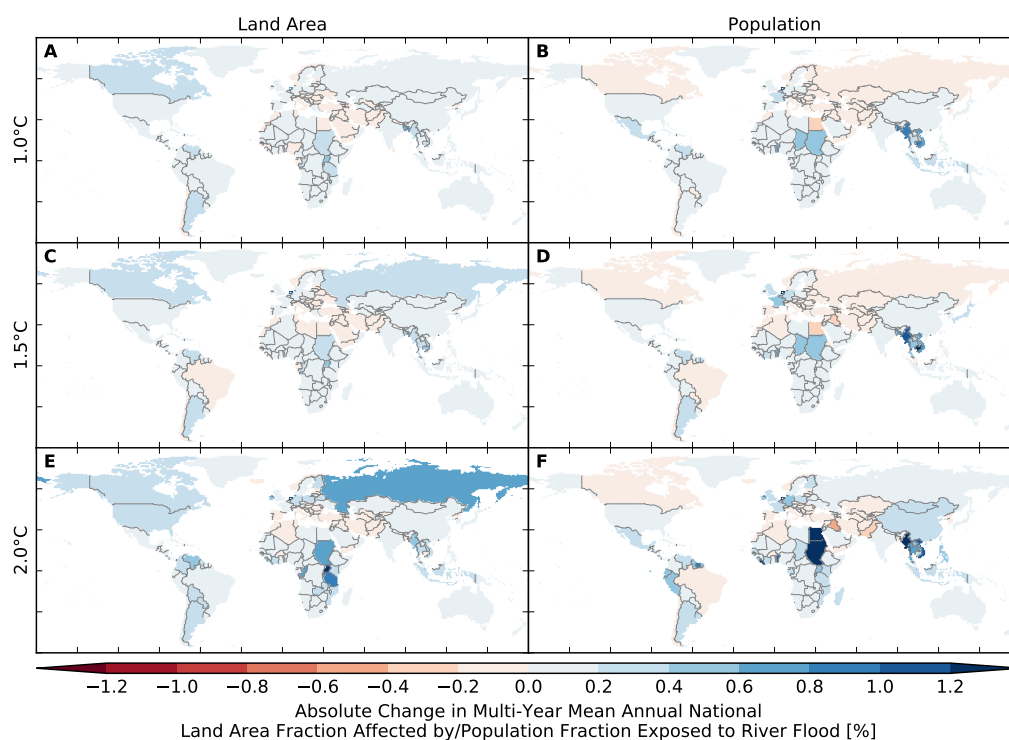 Land Area Population
A B
1.0°C
C D
1.5°C
E F
2.0°C
−1.2 −1.0 −0.8 −0.6 −0.4 −0.2 0.0 0.2 0.4 0.6 0.8 1.0 1.2
Absolute Change in Multi-Year Mean Annual National
Land Area Fraction Affected by/Population Fraction Exposed to River Flood [%]